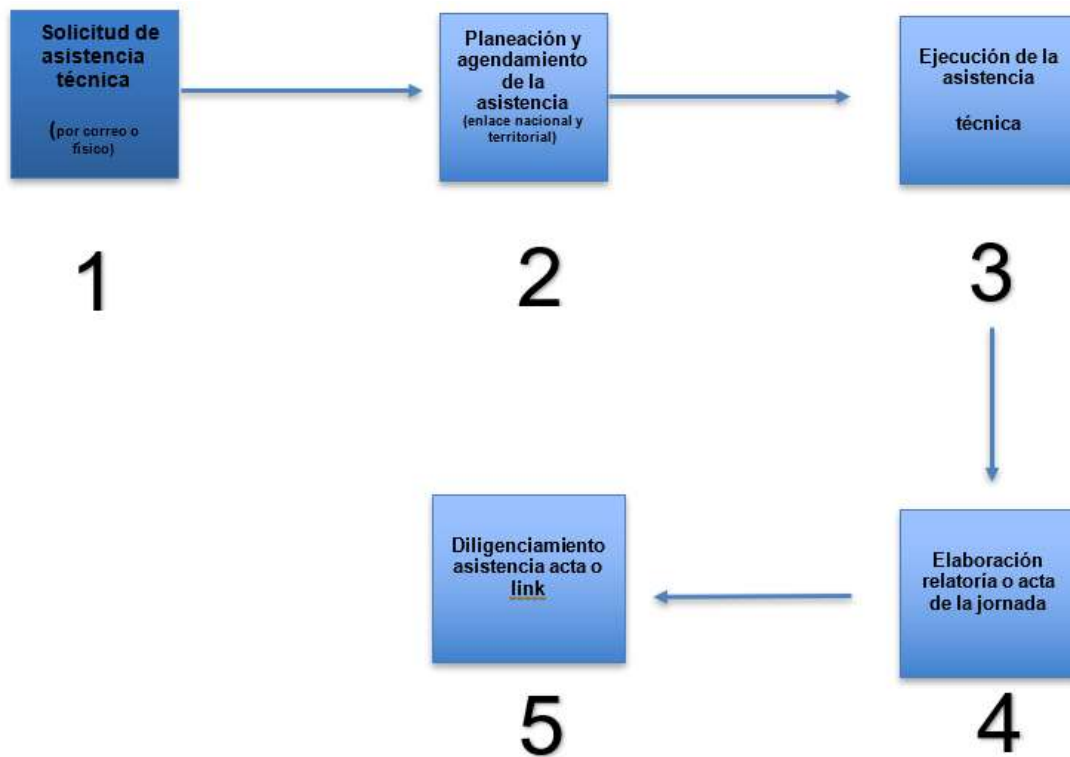 Solicitud de
asistencia
técnica
(por correo o
físico)
1
Planeación y
agendamiento
de la
asistencia
(enlace nacional y
territorial)
2
Ejecución de la
asistencia
técnica
3
Elaboración
relatoría o acta
de la jornada
4
Diligenciamiento
asistencia acta o
link
5